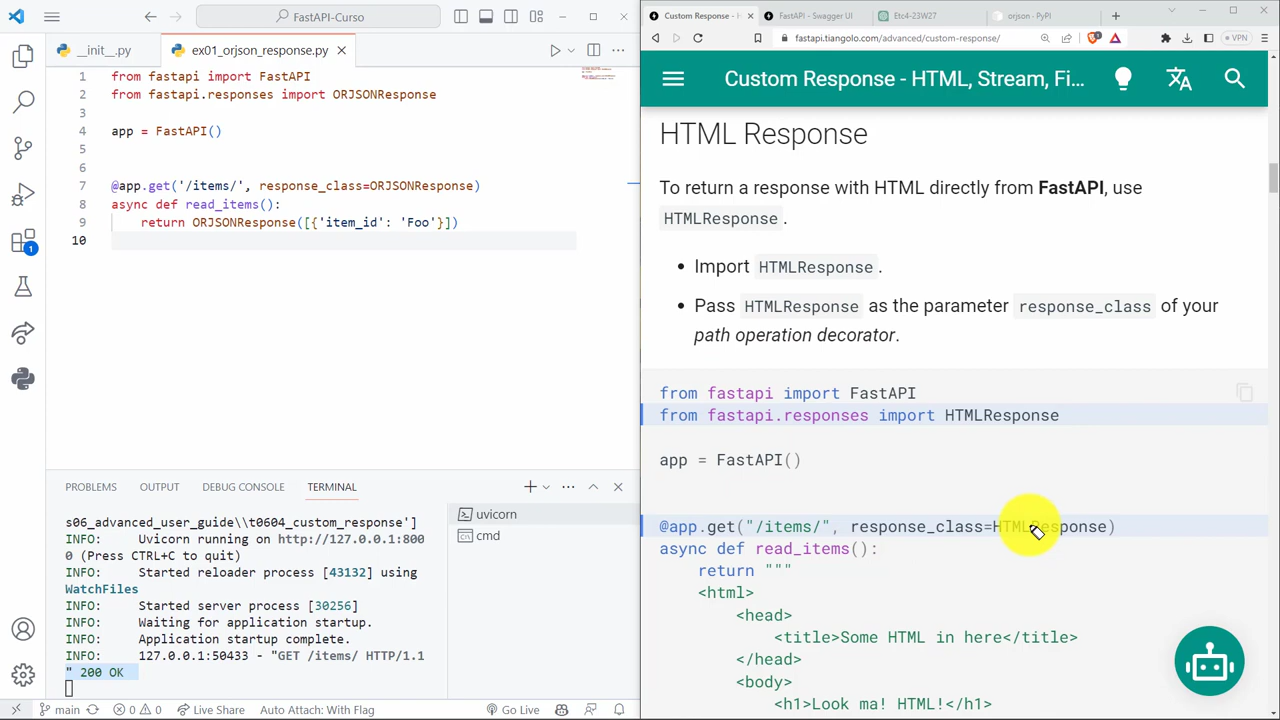 FastAPI-Curso
__init__.py
ex01_orjson_response.py
1 from fastapi import FastAPI
2 from fastapi.responses import ORJSONResponse
3
4 app = FastAPI()
5
6
7 @app.get('/items/', response_class=ORJSONResponse)
8 async def read_items():
9 return ORJSONResponse([{'item_id': 'Foo'}])
10
1
PROBLEMS OUTPUT DEBUG CONSOLE TERMINAL
s06_advanced_user_guide\\t0604_custom_response']
INFO: Uvicorn running on http://127.0.0.1:800
0 (Press CTRL+C to quit)
INFO: Started reloader process [43132] using
WatchFiles
INFO: Started server process [30256]
INFO: Waiting for application startup.
INFO: Application startup complete.
INFO: 127.0.0.1:50433 - "GET /items/ HTTP/1.1
" 200 OK
uvicorn
cmd
main 0 0 Live Share Auto Attach: With Flag Go Live
Custom Response - H
FastAPI - Swagger UI
Etc4-23W27
orjson · PyPI
fastapi.tiangolo.com/advanced/custom-response/
VPN
Custom Response - HTML, Stream, Fi...
HTML Response
To return a response with HTML directly from FastAPI, use
HTMLResponse.
• Import HTMLResponse.
• Pass HTMLResponse as the parameter response_class of your
path operation decorator.
from fastapi import FastAPI
from fastapi.responses import HTMLResponse
app = FastAPI()
@app.get("/items/", response_class=HTMLResponse)
async def read_items():
return """
<html>
<head>
<title>Some HTML in here</title>
</head>
<body>
<h1>Look ma! HTML!</h1>